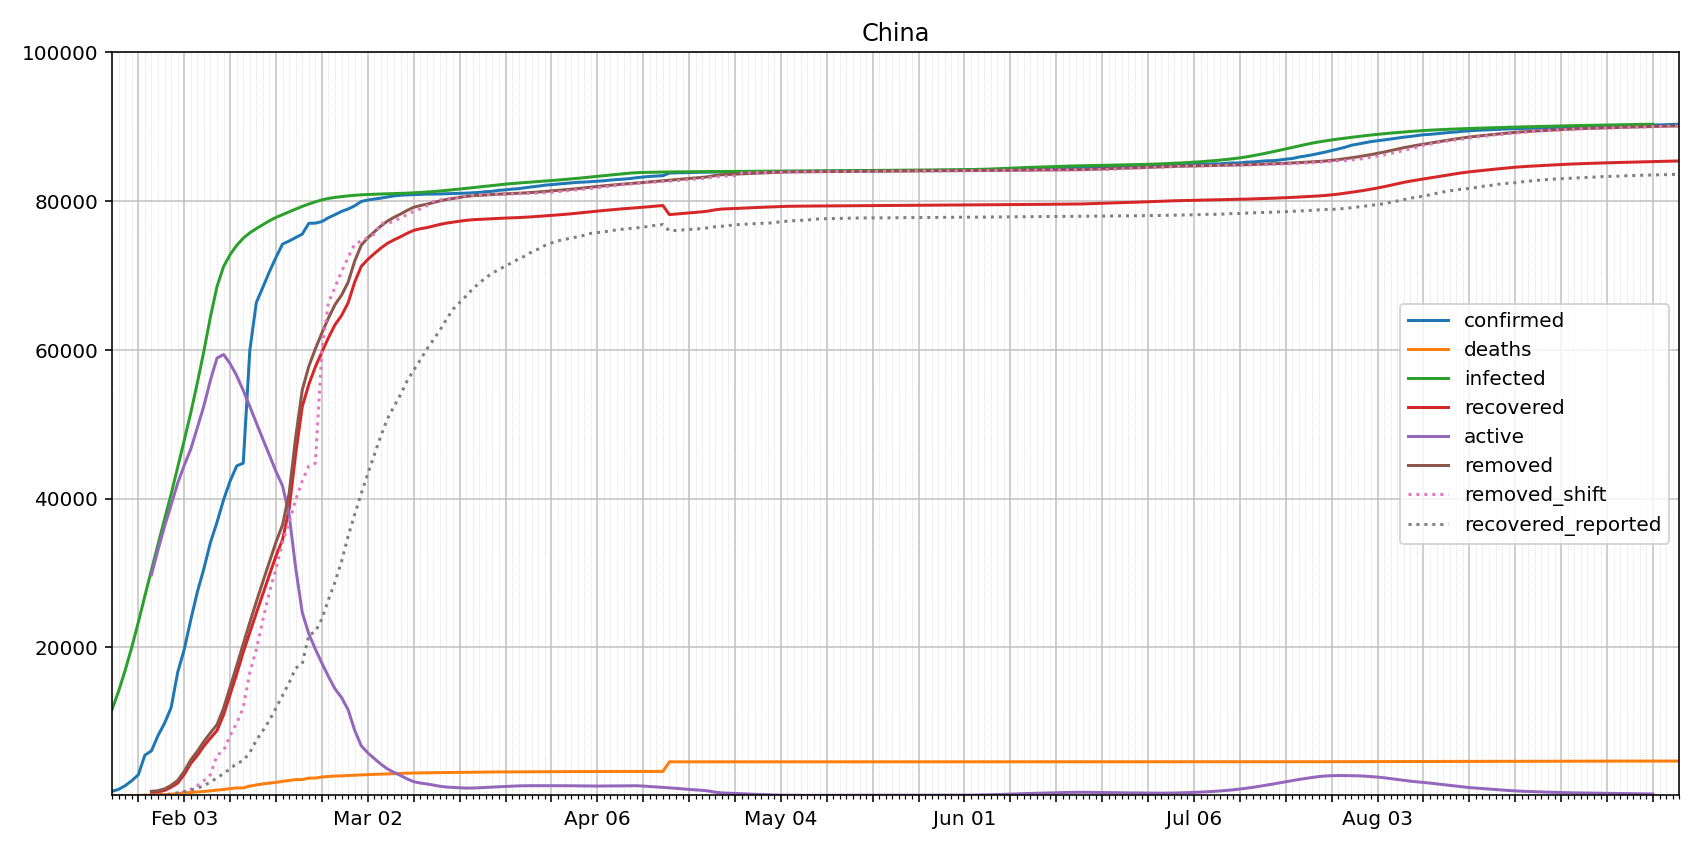 China
100000
80000
60000
40000
20000
Feb 03 Mar 02 Apr 06 May 04 Jun 01 Jul 06 Aug 03
confirmed
deaths
infected
recovered
active
removed
removed_shift
recovered_reported